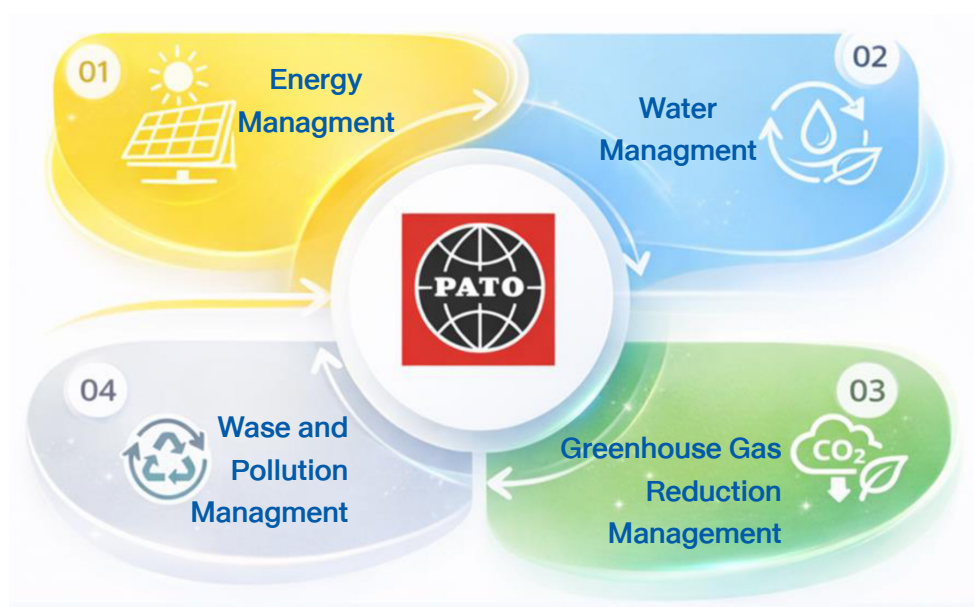 01
Energy
Managment
02
Water
Managment
PATO
03
Greenhouse Gas
Reduction
Management
CO₂
04
Wase and
Pollution
Managment